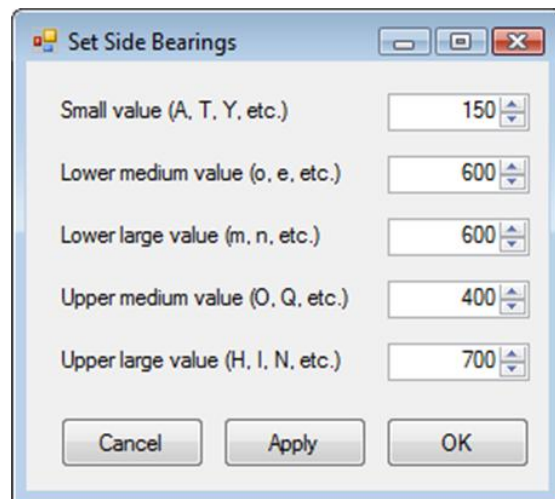 Set Side Bearings
Small value (A, T, Y, etc.) 150
Lower medium value (o, e, etc.) 600
Lower large value (m, n, etc.) 600
Upper medium value (O, Q, etc.) 400
Upper large value (H, I, N, etc.) 700
Cancel Apply OK